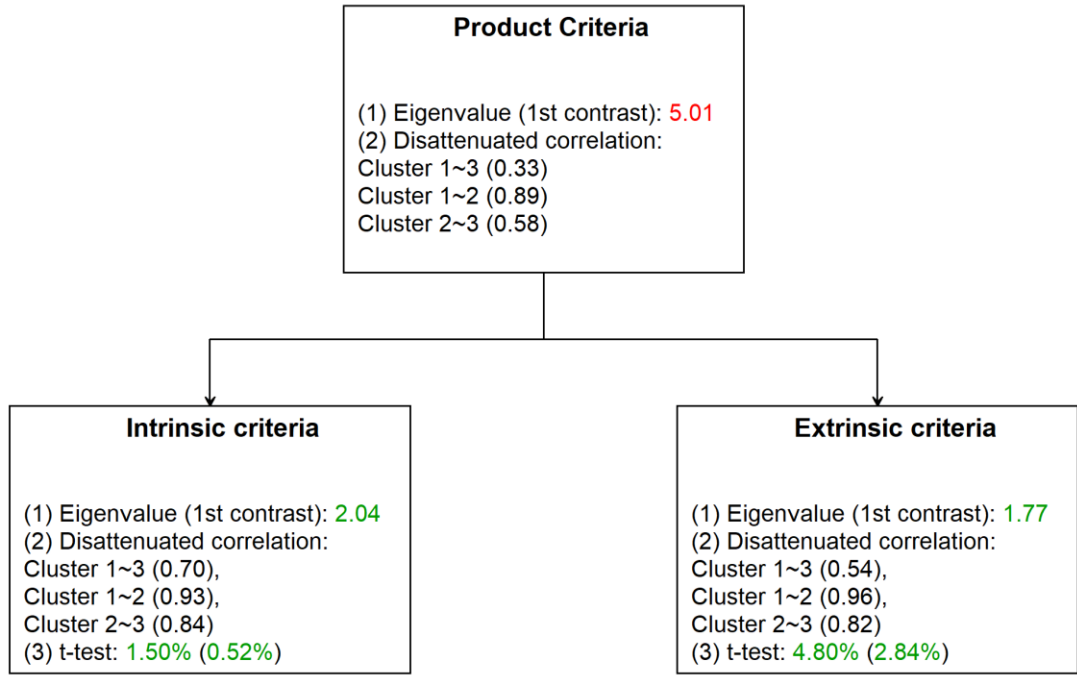 Product Criteria
(1) Eigenvalue (1st contrast): 5.01
(2) Disattenuated correlation:
Cluster 1~3 (0.33)
Cluster 1~2 (0.89)
Cluster 2~3 (0.58)
Intrinsic criteria
(1) Eigenvalue (1st contrast): 2.04
(2) Disattenuated correlation:
Cluster 1~3 (0.70),
Cluster 1~2 (0.93),
Cluster 2~3 (0.84)
(3) t-test: 1.50% (0.52%)
Extrinsic criteria
(1) Eigenvalue (1st contrast): 1.77
(2) Disattenuated correlation:
Cluster 1~3 (0.54),
Cluster 1~2 (0.96),
Cluster 2~3 (0.82)
(3) t-test: 4.80% (2.84%)